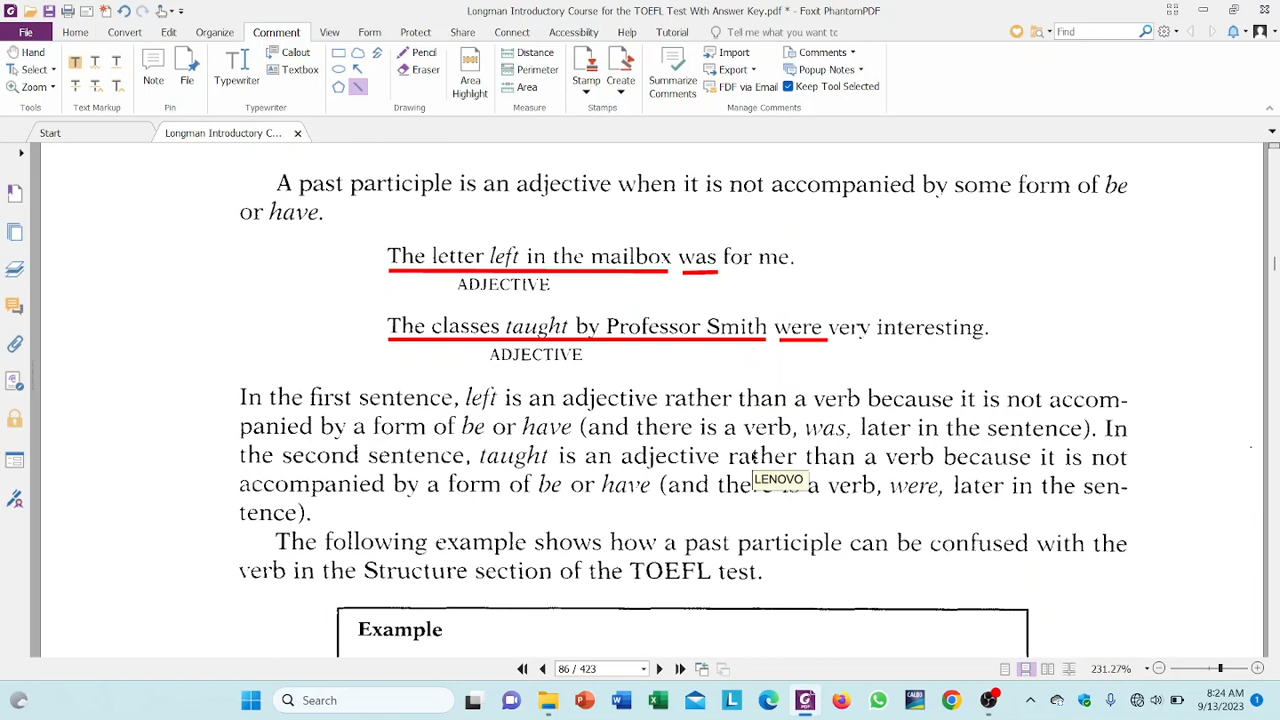 Longman Introductory Course for the TOEFL Test With Answer Key.pdf * - Foxit PhantomPDF
File Home Convert Edit Organize Comment View Form Protect Share Connect Accessibility Help Tutorial Tell me what you want tc Find
Hand
Select
Zoom
Tools
Text Markup
Note
File
Pin
Typewriter
Callout
Textbox
Typewriter
Pencil
Eraser
Drawing
Area Highlight
Distance
Perimeter
Area
Measure
Stamp
Create
Stamps
Summarize Comments
Import
Export
FDF via Email
Comments
Popup Notes
Keep Tool Selected
Manage Comments
Start
Longman Introductory C...
A past participle is an adjective when it is not accompanied by some form of be
or have.
The letter left in the mailbox was for me.
ADJECTIVE
The classes taught by Professor Smith were very interesting.
ADJECTIVE
In the first sentence, left is an adjective rather than a verb because it is not accom-
panied by a form of be or have (and there is a verb, was, later in the sentence). In
the second sentence, taught is an adjective rather than a verb because it is not
accompanied by a form of be or have (and there is a verb, were, later in the sen-
LENOVO
tence).
The following example shows how a past participle can be confused with the
verb in the Structure section of the TOEFL test.
Example
86 / 423
231.27%
Search
8:24 AM
9/13/2023